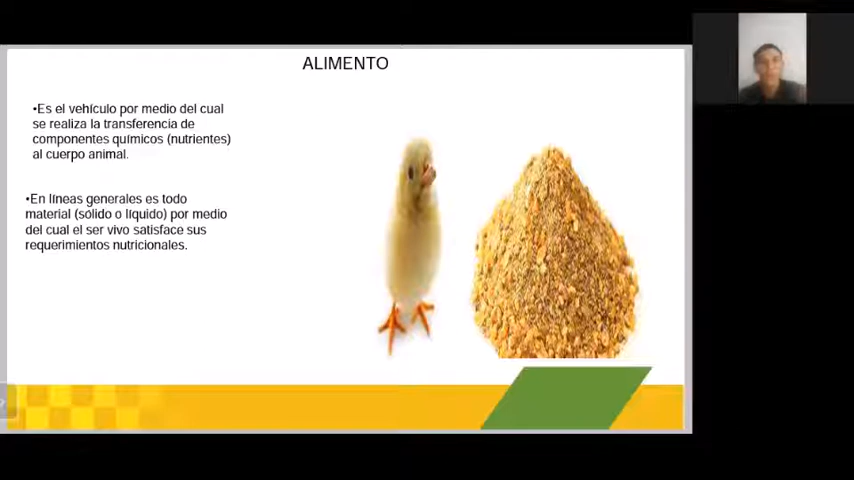 ALIMENTO
•Es el vehículo por medio del cual
se realiza la transferencia de
componentes químicos (nutrientes)
al cuerpo animal.
•En líneas generales es todo
material (sólido o líquido) por medio
del cual el ser vivo satisface sus
requerimientos nutricionales.